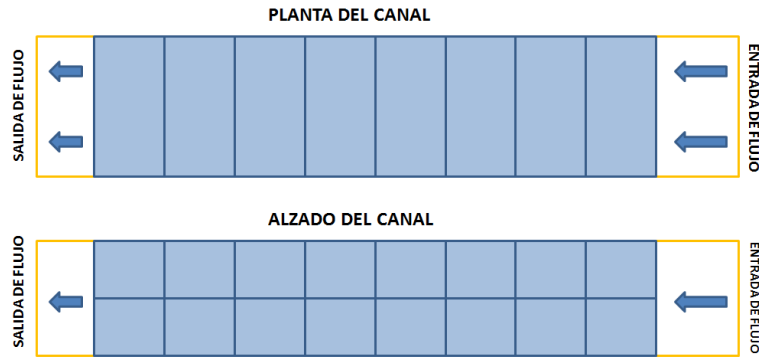 PLANTA DEL CANAL
SALIDA DE FLUJO
ENTRADA DE FLUJO
ALZADO DEL CANAL
SALIDA DE FLUJO
ENTRADA DE FLUJO